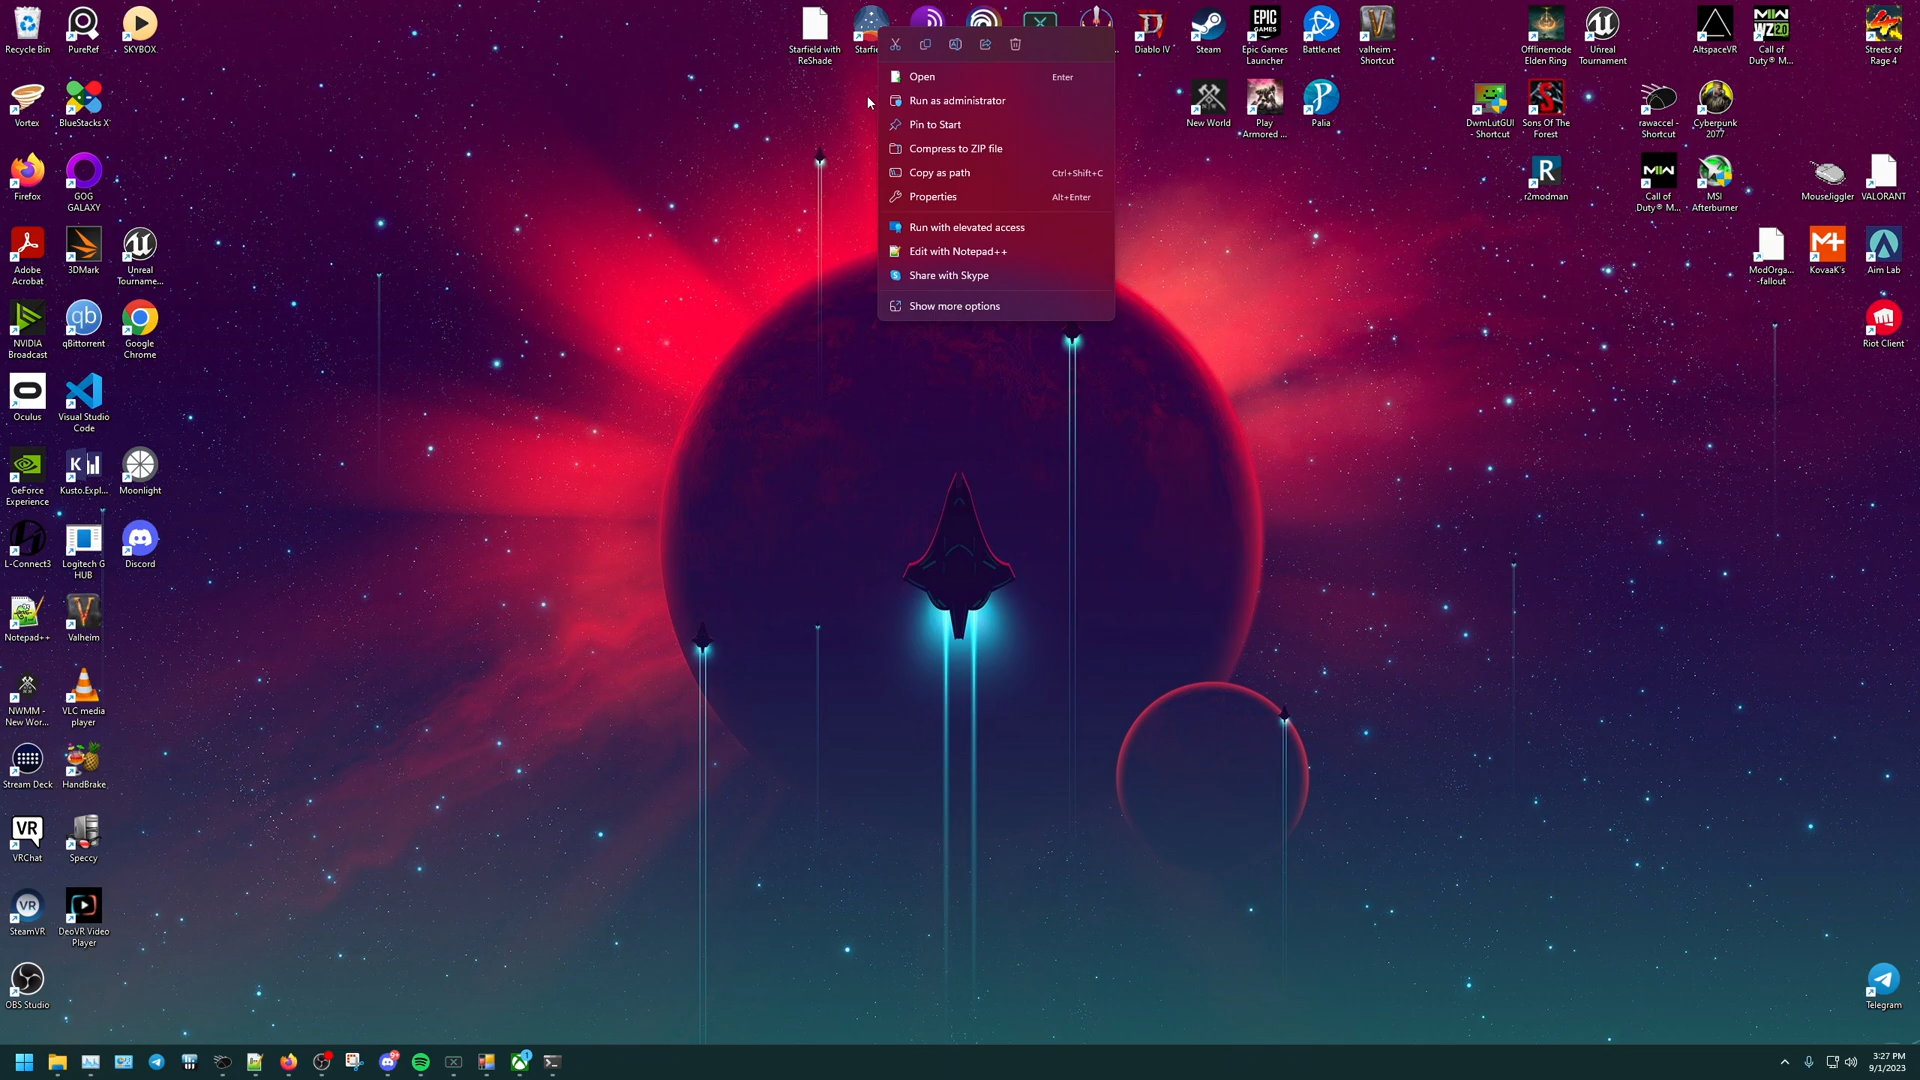 Recycle Bin
PureRef
SKYBOX
Vortex
BlueStacks X
Firefox
GOG
GALAXY
Adobe
Acrobat
3DMark
Unreal
Tourname...
NVIDIA
Broadcast
qBittorrent
Google
Chrome
Oculus
Visual Studio
Code
GeForce
Experience
Kusto.Expl...
Moonlight
L-Connect3
Logitech G
HUB
Discord
Notepad++
Valheim
NWMM -
New Wor...
VLC media
player
Stream Deck
HandBrake
VRChat
Speccy
SteamVR
DeoVR Video
Player
OBS Studio
Starfield with
ReShade
Starfie
Open Enter
Run as administrator
Pin to Start
Compress to ZIP file
Copy as path Ctrl+Shift+C
Properties Alt+Enter
Run with elevated access
Edit with Notepad++
Share with Skype
Show more options
Diablo IV
Steam
EPIC
GAMES
Epic Games
Launcher
Battle.net
valheim -
Shortcut
New World
Play
Armored ...
Palia
Offlinemode
Elden Ring
Unreal
Tournament
AltspaceVR
MW
WZ2.0
Call of
Duty® M...
Streets of
Rage 4
DwmLutGUI
- Shortcut
Sons Of The
Forest
rawaccel -
Shortcut
Cyberpunk
2077
R
r2modman
Call of
Duty® M...
MSI
Afterburner
MouseJiggler
VALORANT
ModOrga...
-fallout
KovaaK's
Aim Lab
Riot Client
Telegram
3:27 PM
9/1/2023